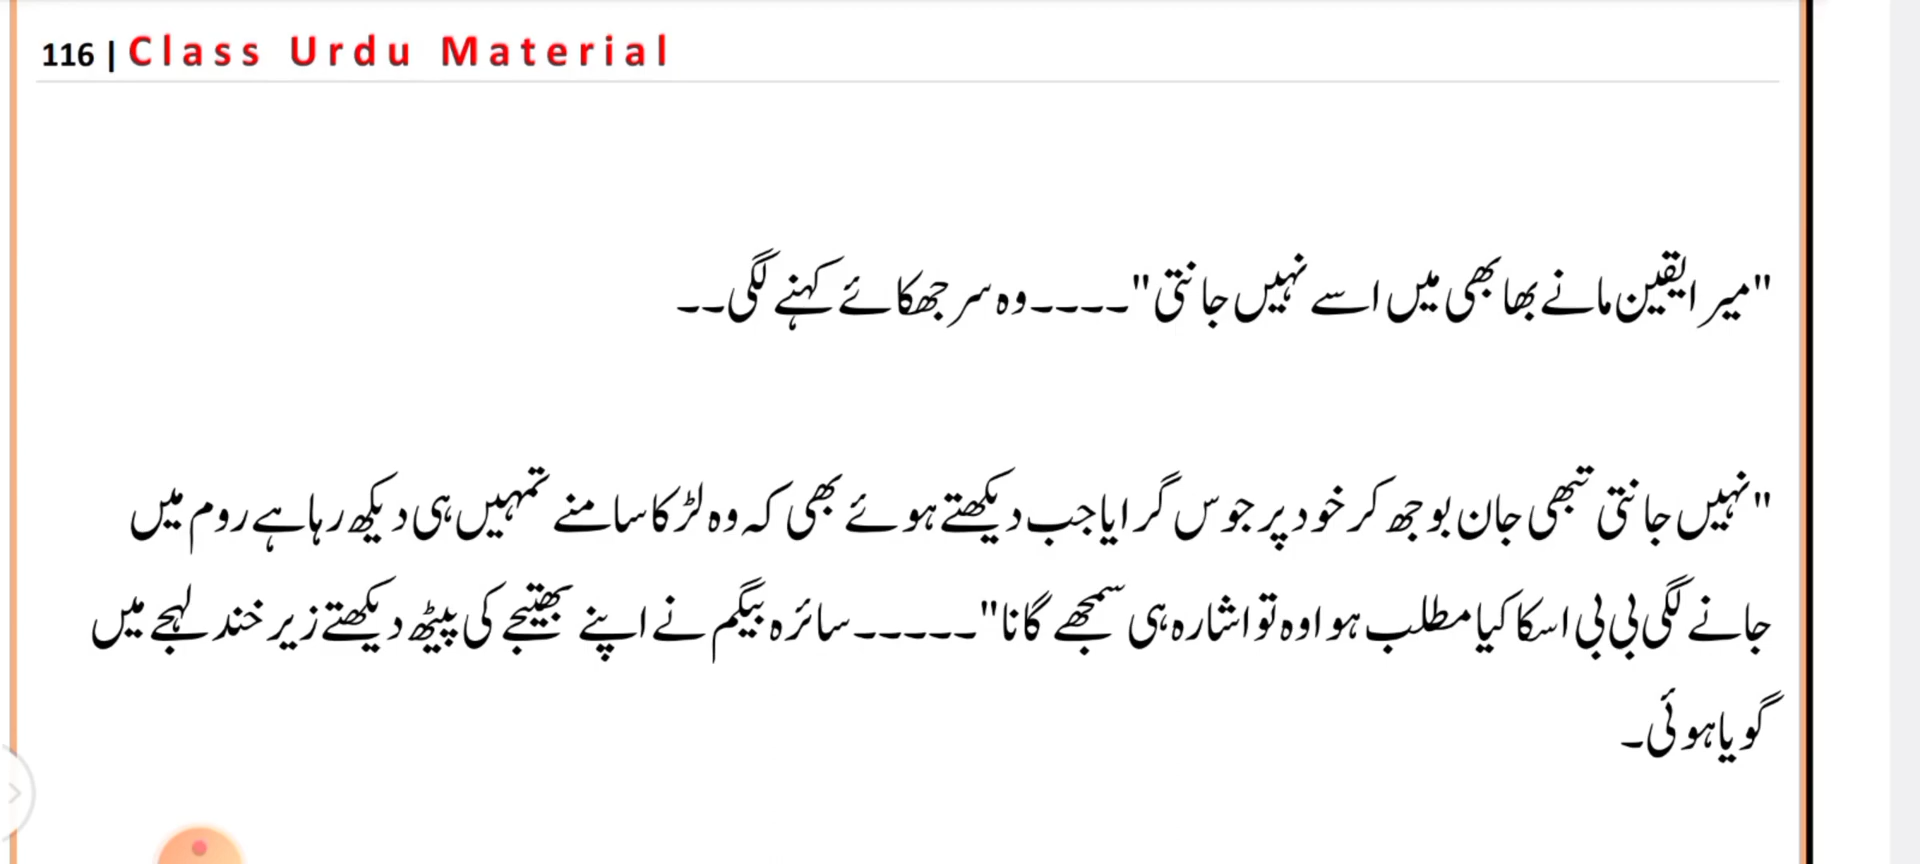 116 | Class Urdu Material
"میرا یقین مانے بھابھی میں اسے نہیں جانتی"۔۔۔۔وہ سر جھکائے کہنے لگی۔۔
"نہیں جانتی تبھی جان بوجھ کر خود پر جوس گرایا جب دیکھتے ہوئے بھی کہ وہ لڑکا سامنے تمہیں ہی دیکھ رہا ہے روم میں
جانے لگی بی بی اسکا کیا مطلب ہوا وہ تو اشارہ ہی سمجھے گا نا"۔۔۔۔۔سائرہ بیگم نے اپنے بھتیجے کی پیٹھ دیکھتے زیر خند لہجے میں
گویا ہوئی۔